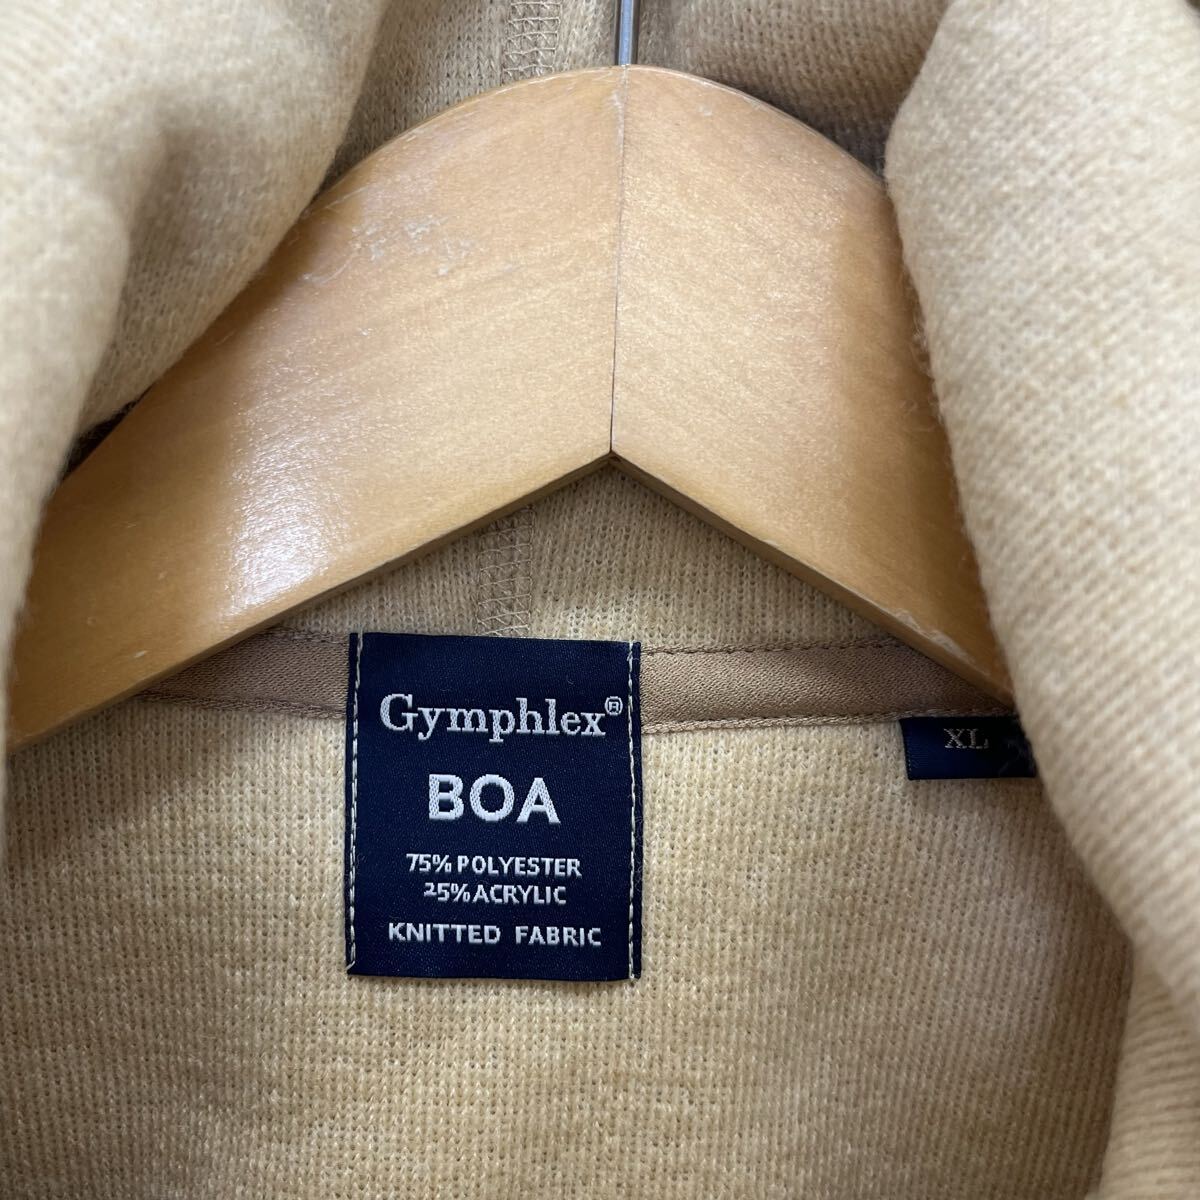 Gymphlex®
BOA
75% POLYESTER
25% ACRYLIC
KNITTED FABRIC
XL